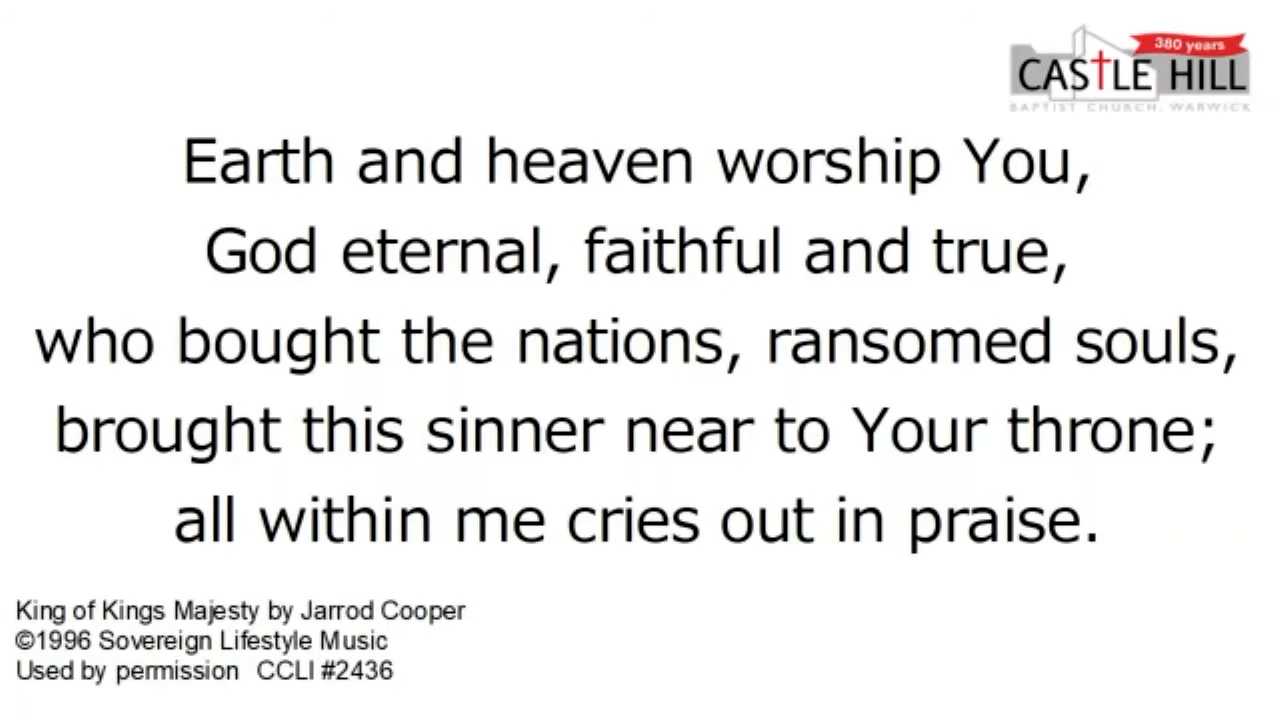 380 years
CASTLE HILL
BAPTIST CHURCH, WARWICK
Earth and heaven worship You,
God eternal, faithful and true,
who bought the nations, ransomed souls,
brought this sinner near to Your throne;
all within me cries out in praise.
King of Kings Majesty by Jarrod Cooper
©1996 Sovereign Lifestyle Music
Used by permission CCLI #2436